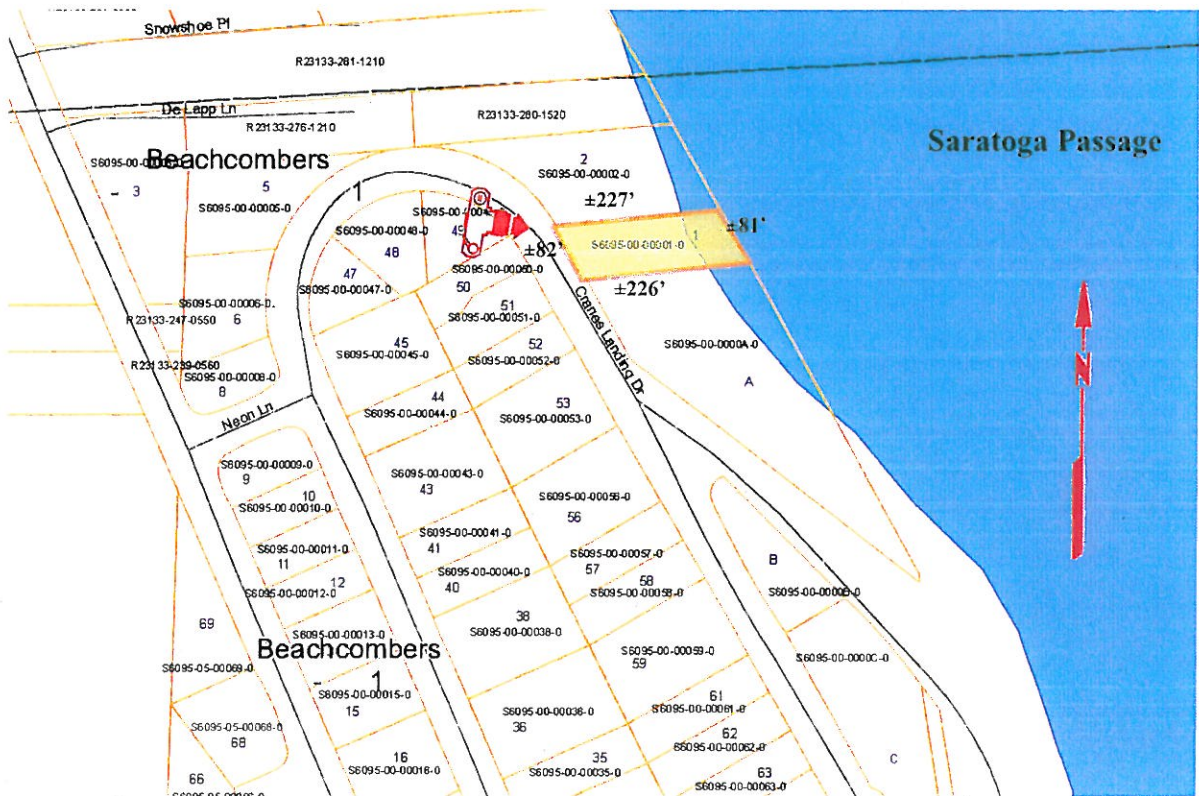 Snowshoe Pl
R23133-281-1210
De Lapp Ln
R23133-276-1210
R23133-280-1520
Saratoga Passage
Beachcombers
1
3
5
S6095-00-00005-0
2
S6095-00-00002-0
±227'
±81'
S6095-00-00001-0
1
±82'
±226'
S6095-00-00048-0
48
49
47
S6095-00-00047-0
S6095-00-00050-0
50
51
S6095-00-00051-0
52
S6095-00-00052-0
Cranes Landing Dr
S6095-00-0000A-0
A
S6095-00-00006-0
R23133-247-0550
6
R23133-239-0560
S6095-00-00008-0
8
Neon Ln
45
S6095-00-00045-0
44
S6095-00-00044-0
53
S6095-00-00053-0
N
S6095-00-00009-0
9
10
S6095-00-00010-0
S6095-00-00011-0
11
12
S6095-00-00012-0
S6095-00-00043-0
43
S6095-00-00041-0
41
S6095-00-00040-0
40
S6095-00-00056-0
56
S6095-00-00057-0
57
58
S6095-00-00058-0
B
S6095-00-0000B-0
S6095-00-0000C-0
C
69
S6095-05-00069-0
S6095-05-00068-0
68
66
S6095-00-00013-0
Beachcombers
1
S6095-00-00015-0
15
16
S6095-00-00016-0
38
S6095-00-00038-0
S6095-00-00036-0
36
35
S6095-00-00035-0
S6095-00-00059-0
59
61
S6095-00-00061-0
62
S6095-00-00062-0
63
S6095-00-00063-0